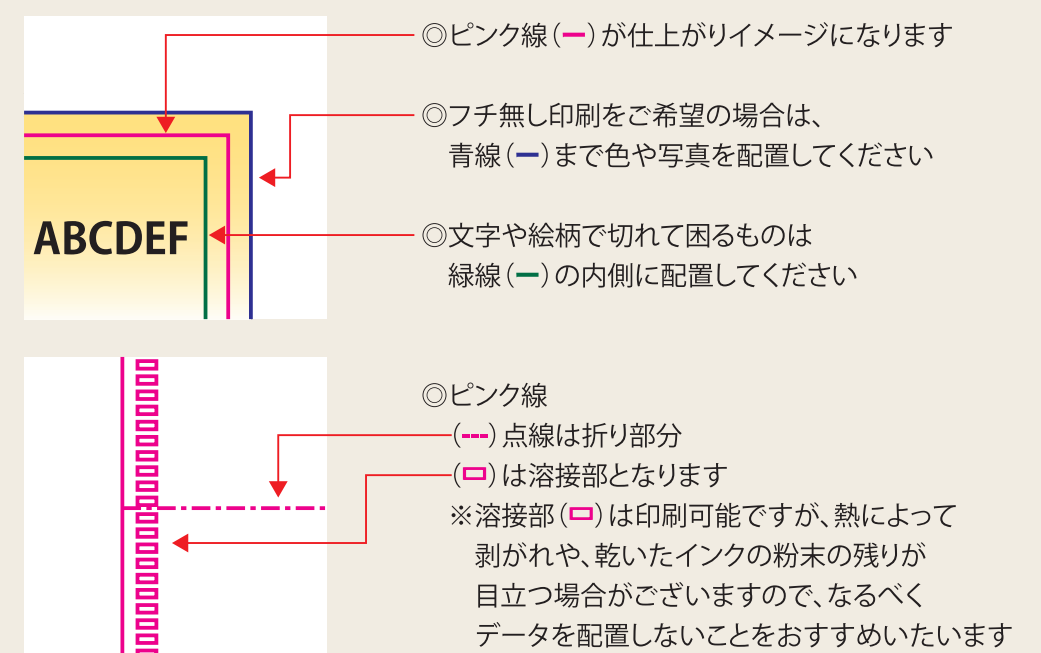 ◎ピンク線(ー)が仕上がりイメージになります
◎フチ無し印刷をご希望の場合は、
青線(ー)まで色や写真を配置してください
ABCDEF
◎文字や絵柄で切れて困るものは
緑線(ー)の内側に配置してください
◎ピンク線
(---)点線は折り部分
(▭)は溶接部となります
※溶接部(▭)は印刷可能ですが、熱によって
剥がれや、乾いたインクの粉末の残りが
目立つ場合がございますので、なるべく
データを配置しないことをおすすめいたいます